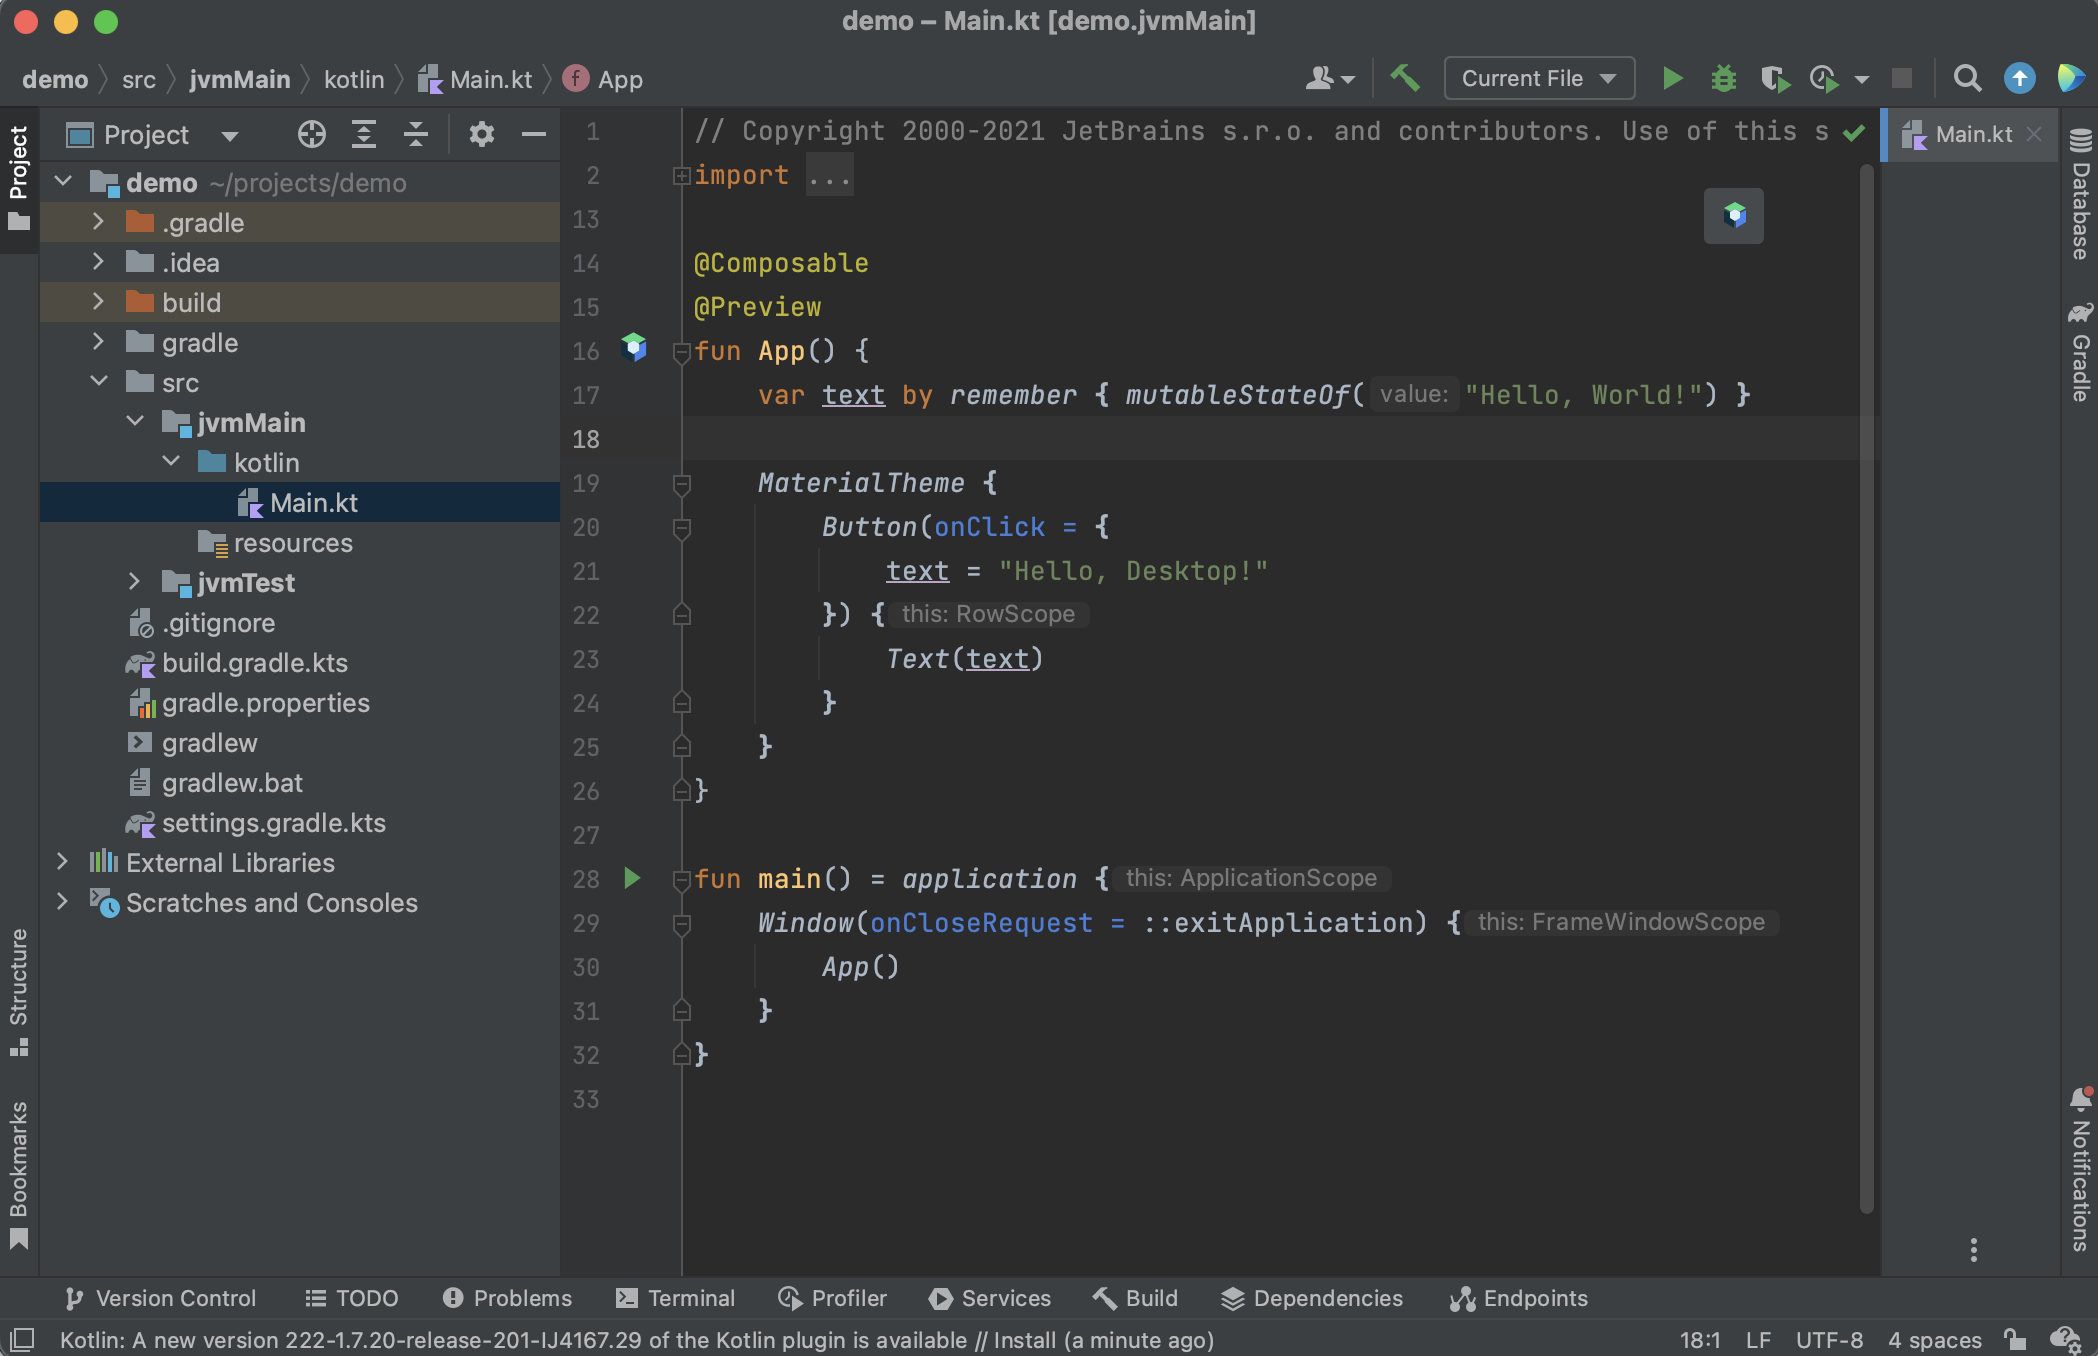 demo – Main.kt [demo.jvmMain]
demo src jvmMain kotlin Main.kt f App
Current File
Project
Project
demo ~/projects/demo
.gradle
.idea
build
gradle
src
jvmMain
kotlin
Main.kt
resources
jvmTest
.gitignore
build.gradle.kts
gradle.properties
gradlew
gradlew.bat
settings.gradle.kts
External Libraries
Scratches and Consoles
Structure
Bookmarks
1 // Copyright 2000-2021 JetBrains s.r.o. and contributors. Use of this s
2 import ...
13
14 @Composable
15 @Preview
16 fun App() {
17 var text by remember { mutableStateOf( value: "Hello, World!") }
18
19 MaterialTheme {
20 Button(onClick = {
21 text = "Hello, Desktop!"
22 }) { this: RowScope
23 Text(text)
24 }
25 }
26 }
27
28 fun main() = application { this: ApplicationScope
29 Window(onCloseRequest = ::exitApplication) { this: FrameWindowScope
30 App()
31 }
32 }
33
Main.kt
Database
Gradle
Notifications
Version Control TODO Problems Terminal Profiler Services Build Dependencies Endpoints
Kotlin: A new version 222-1.7.20-release-201-IJ4167.29 of the Kotlin plugin is available // Install (a minute ago) 18:1 LF UTF-8 4 spaces